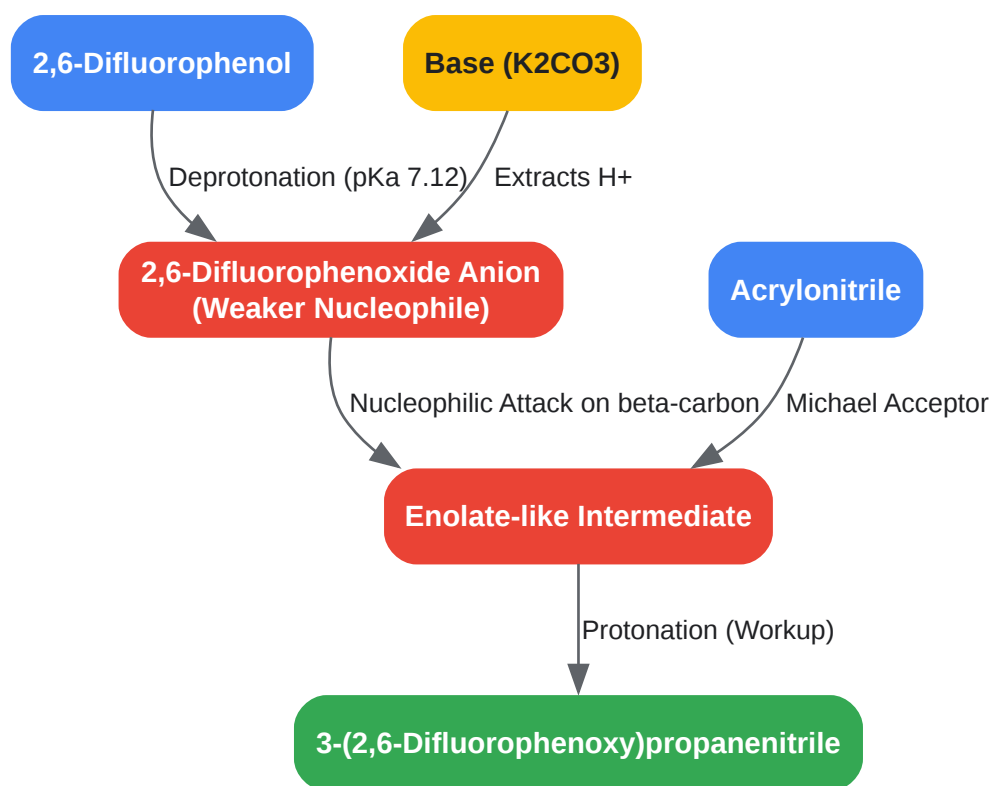 2,6-Difluorophenol
Base (K2CO3)
Deprotonation (pKa 7.12)
Extracts H+
2,6-Difluorophenoxide Anion
(Weaker Nucleophile)
Acrylonitrile
Nucleophilic Attack on beta-carbon
Michael Acceptor
Enolate-like Intermediate
Protonation (Workup)
3-(2,6-Difluorophenoxy)propanenitrile